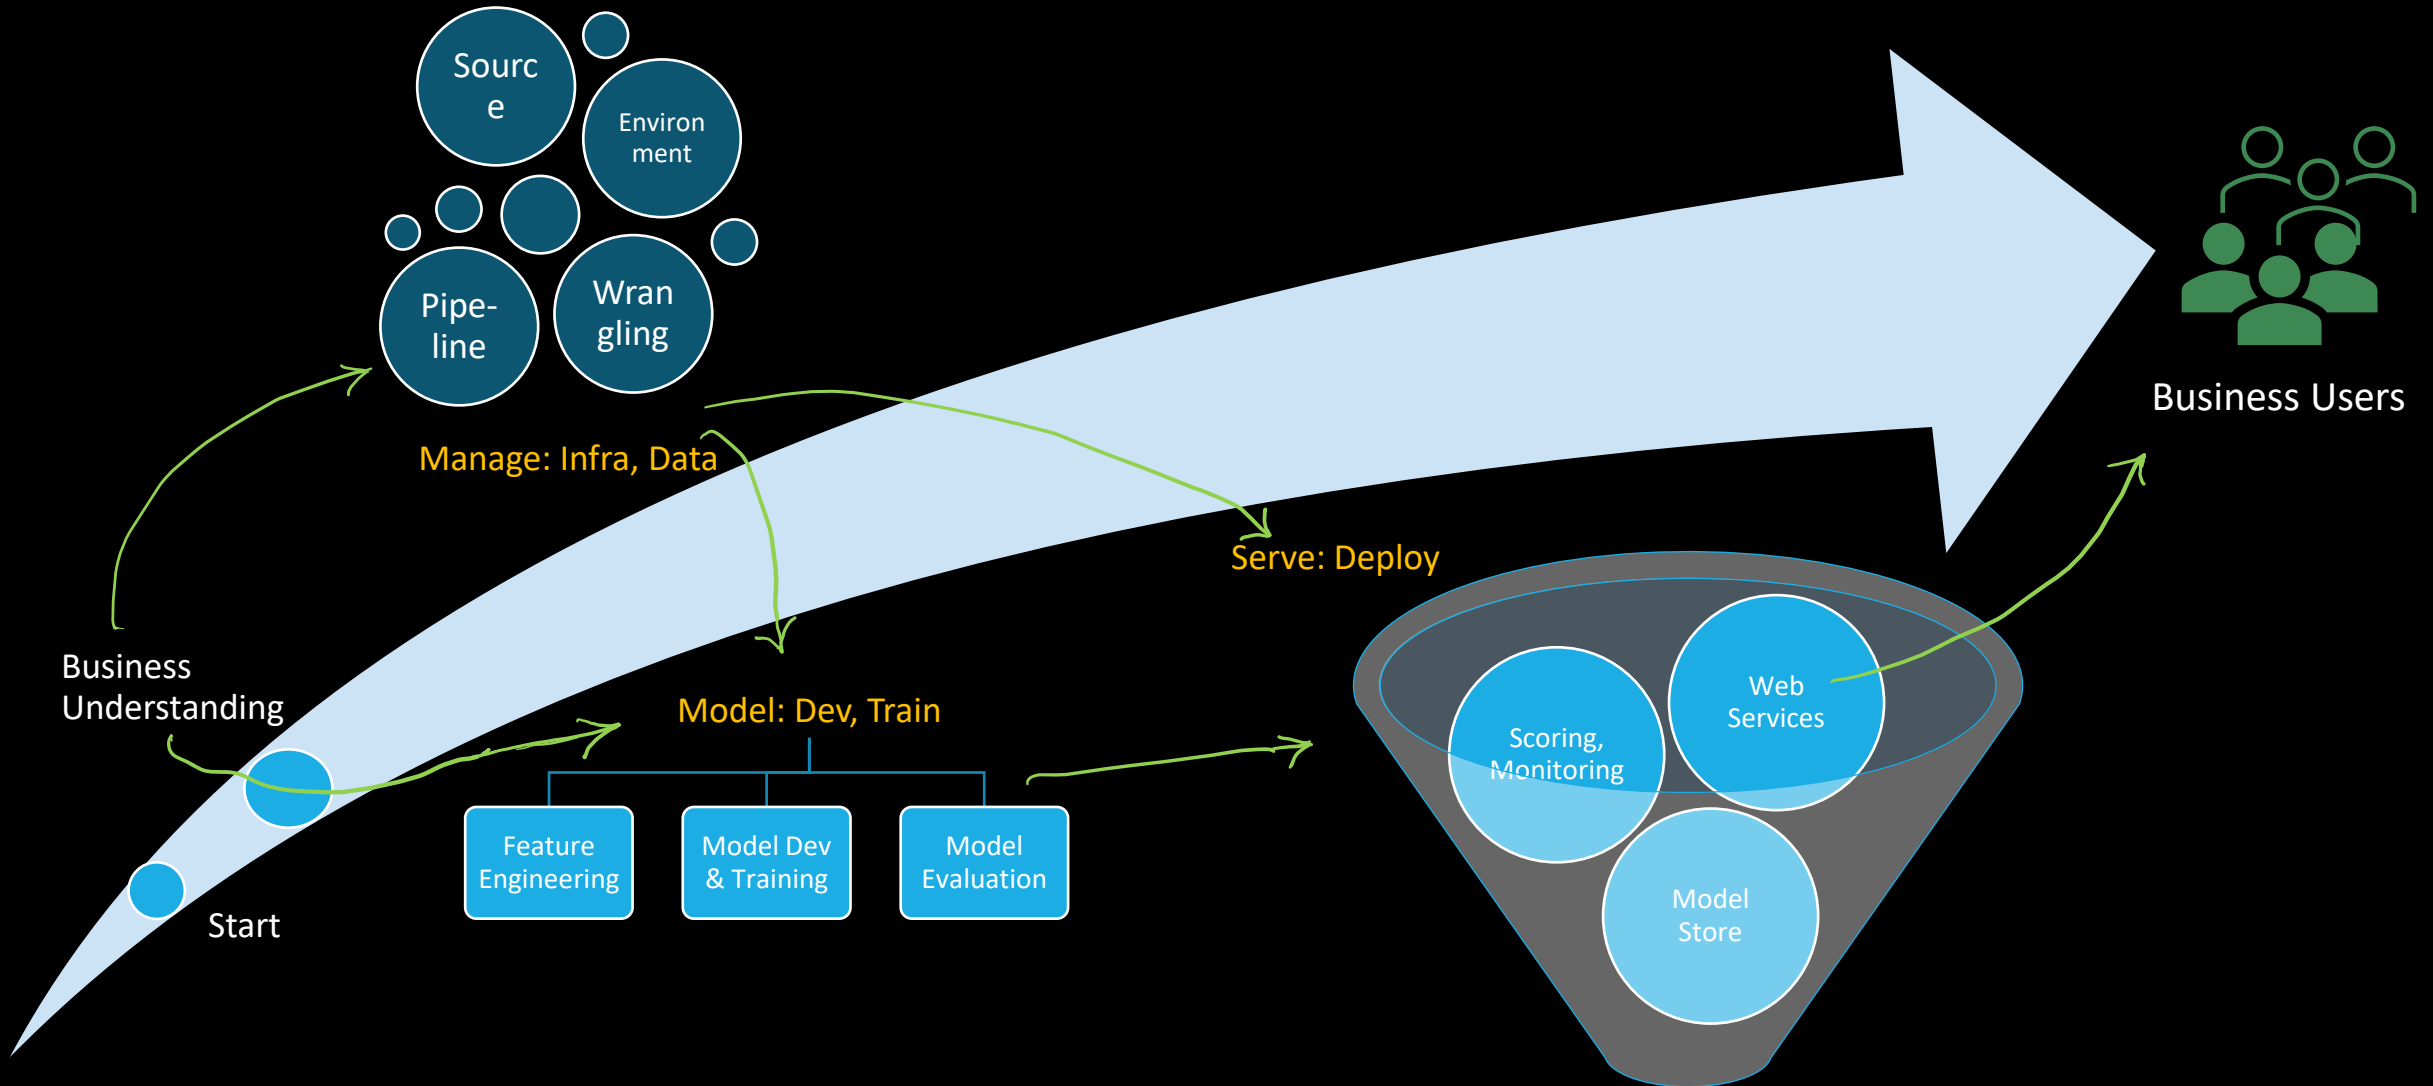 Sourc
e
Environ
ment
Pipe-
line
Wran
gling
Manage: Infra, Data
Business Users
Serve: Deploy
Business
Understanding
Model: Dev, Train
Web
Services
Scoring,
Monitoring
Feature
Engineering
Model Dev
& Training
Model
Evaluation
Model
Store
Start